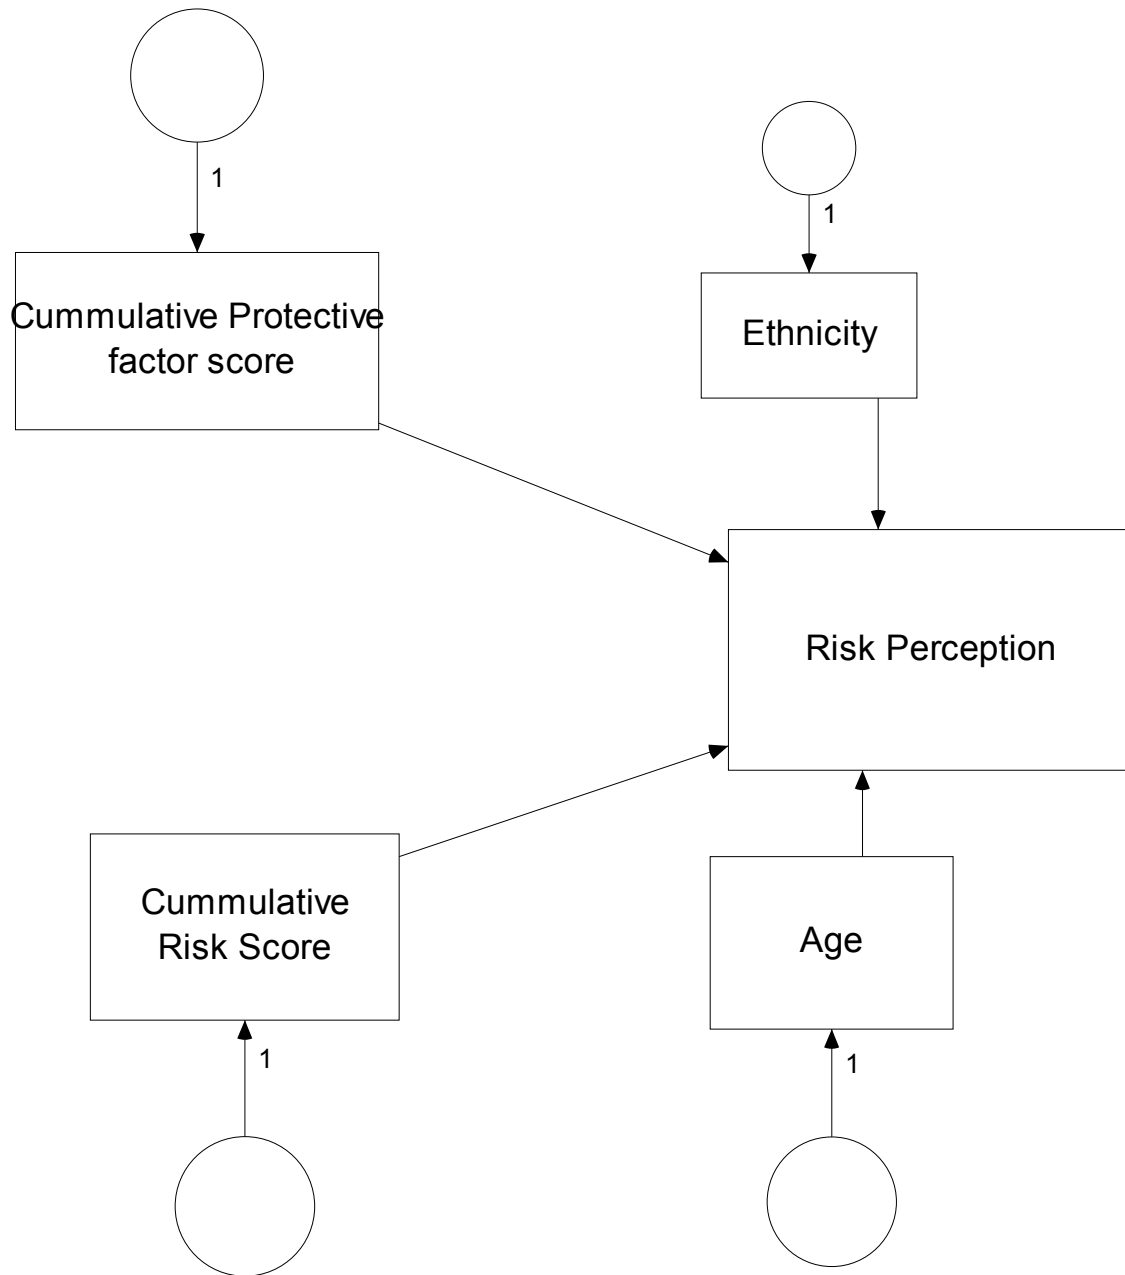 1
1
Cummulative Protective
factor score
Ethnicity
Risk Perception
Cummulative
Risk Score
Age
1
1